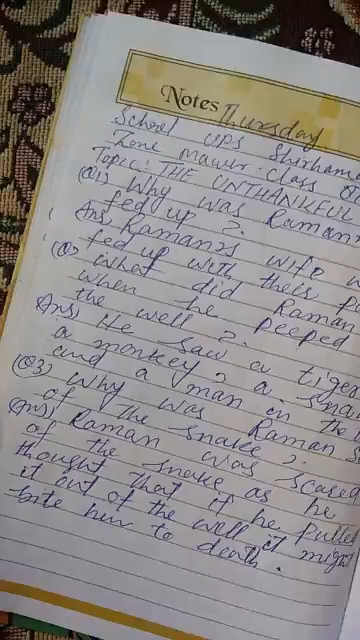 Notes Thursday
School UPS Shirhama
Zone Mawer Class
Topic: THE UNTHANKFUL
(Q1) Why was Raman
fed up ?.
Ans) Raman's wife w
fed up with their
(Q) What did Raman
when he peeped
the well ?.
Ans) He saw a tiger
a monkey, a sna
and a man in the
(Q3) Why was Raman s
of the snake ?.
Ans) Raman was scared
of the snake as he
thought that if he pulled
it out of the well it might
bite him to death.